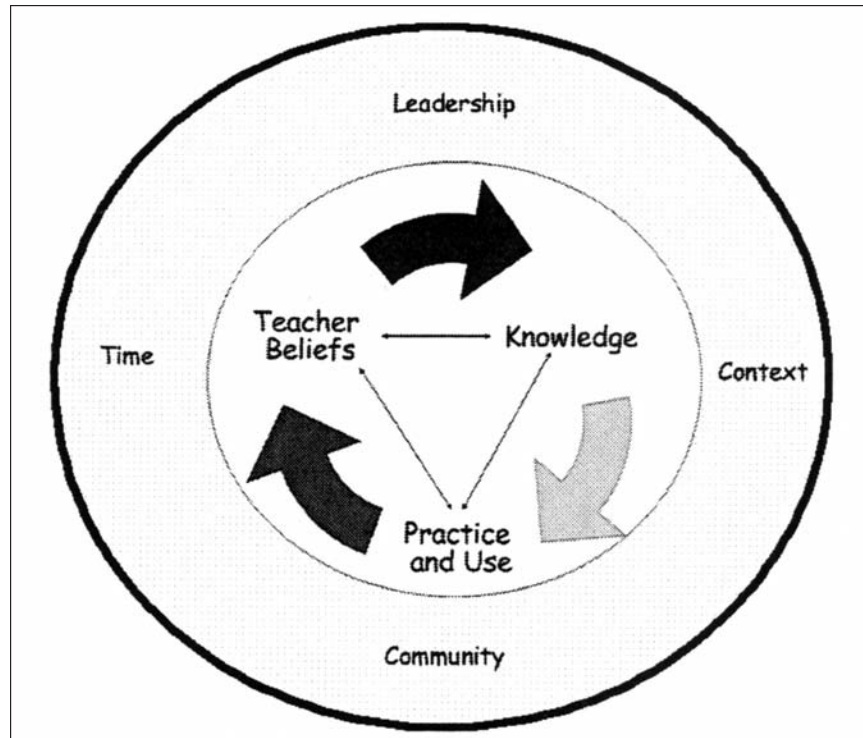 Leadership
Teacher
Beliefs
Knowledge
Time
Context
Practice
and Use
Community